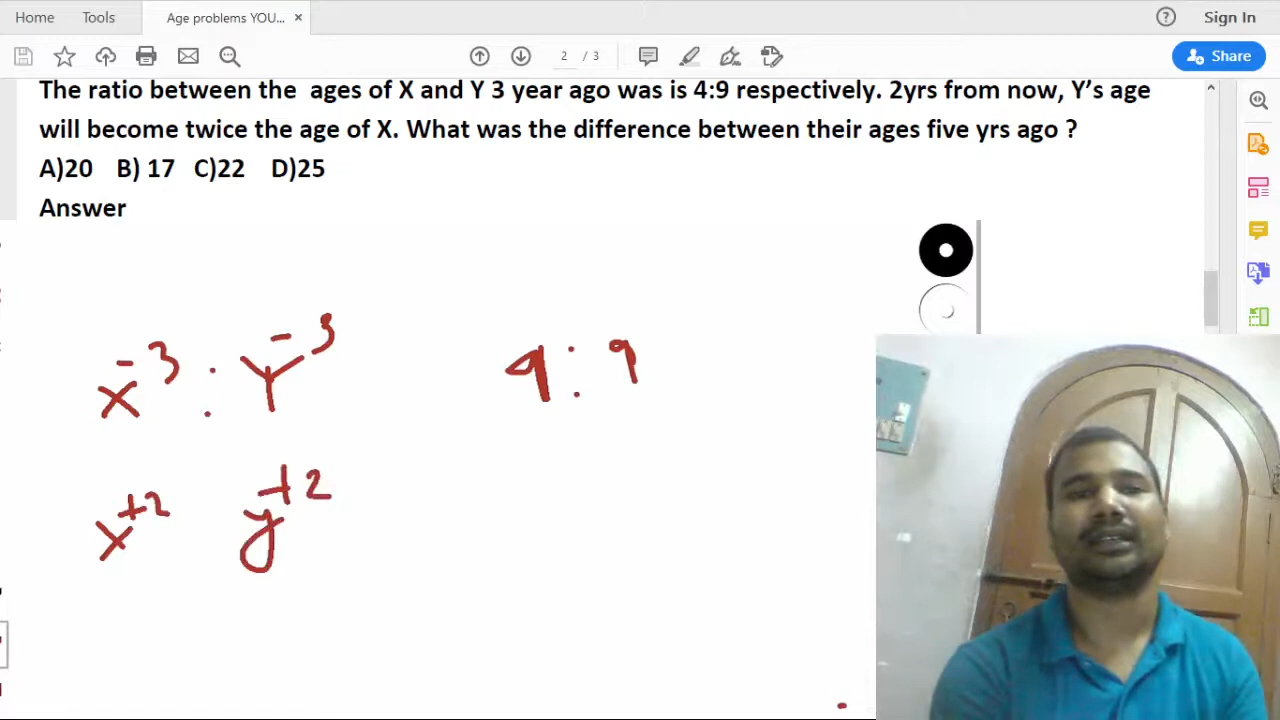 Home Tools Age problems YOU... × Sign In
2 / 3 Share
The ratio between the ages of X and Y 3 year ago was is 4:9 respectively. 2yrs from now, Y's age
will become twice the age of X. What was the difference between their ages five yrs ago ?
A)20 B) 17 C)22 D)25
Answer
x-3 : Y-3 4 : 9
x+2 y+2